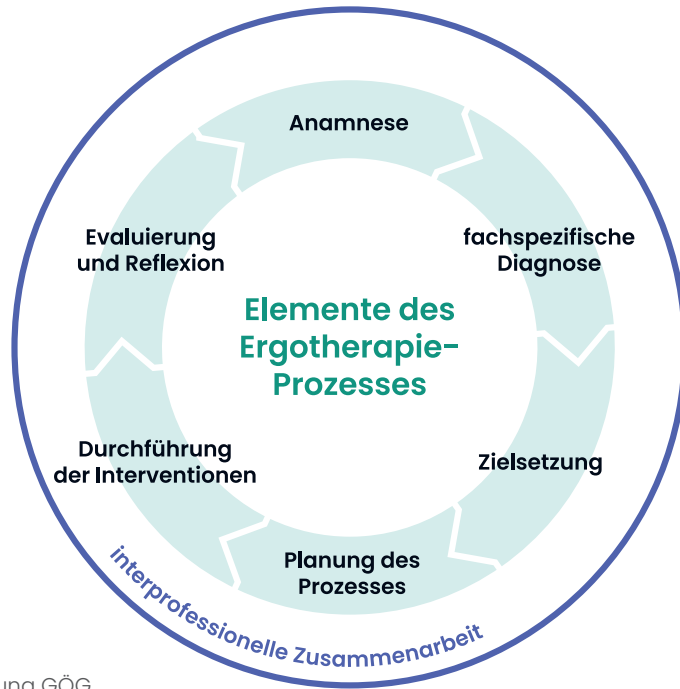 Anamnese
fachspezifische
Diagnose
Zielsetzung
Planung des
Prozesses
Durchführung
der Interventionen
Evaluierung
und Reflexion
Elemente des
Ergotherapie-
Prozesses
interprofessionelle Zusammenarbeit
GÖG